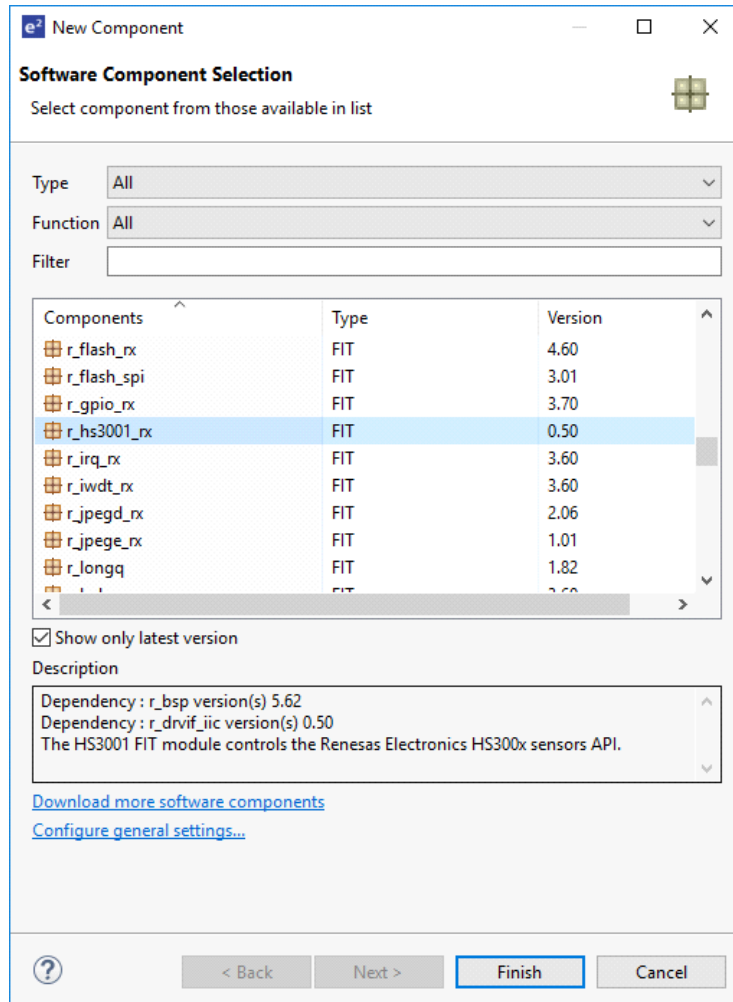 e² New Component
Software Component Selection
Select component from those available in list
Type All
Function All
Filter
Components Type Version
r_flash_rx FIT 4.60
r_flash_spi FIT 3.01
r_gpio_rx FIT 3.70
r_hs3001_rx FIT 0.50
r_irq_rx FIT 3.60
r_iwdt_rx FIT 3.60
r_jpegd_rx FIT 2.06
r_jpege_rx FIT 1.01
r_longq FIT 1.82
Show only latest version
Description
Dependency : r_bsp version(s) 5.62
Dependency : r_drvif_iic version(s) 0.50
The HS3001 FIT module controls the Renesas Electronics HS300x sensors API.
Download more software components
Configure general settings...
? < Back Next > Finish Cancel